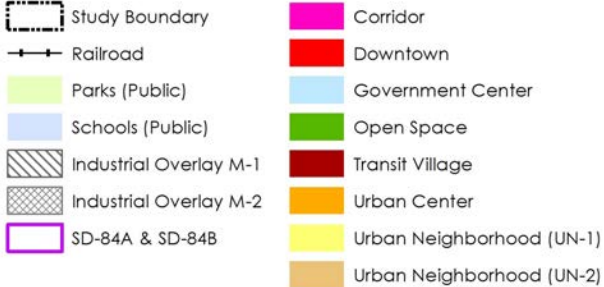 Study Boundary
Railroad
Parks (Public)
Schools (Public)
Industrial Overlay M-1
Industrial Overlay M-2
SD-84A & SD-84B
Corridor
Downtown
Government Center
Open Space
Transit Village
Urban Center
Urban Neighborhood (UN-1)
Urban Neighborhood (UN-2)